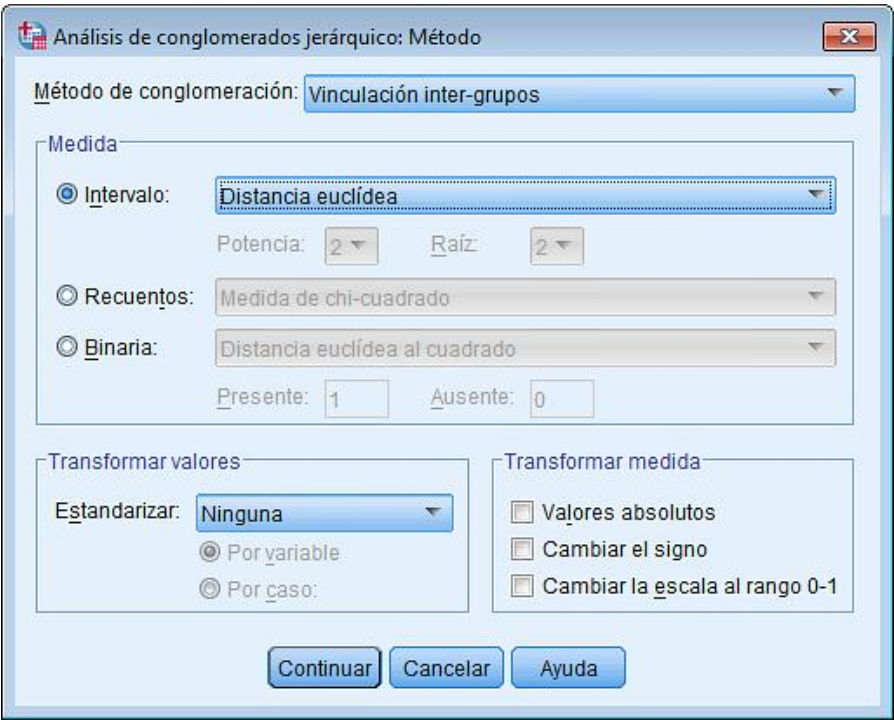 Análisis de conglomerados jerárquico: Método
Método de conglomeración: Vinculación inter-grupos
Medida
Intervalo: Distancia euclídea
Potencia: 2 Raíz: 2
Recuentos: Medida de chi-cuadrado
Binaria: Distancia euclídea al cuadrado
Presente: 1 Ausente: 0
Transformar valores
Estandarizar: Ninguna
Por variable
Por caso:
Transformar medida
Valores absolutos
Cambiar el signo
Cambiar la escala al rango 0-1
Continuar Cancelar Ayuda